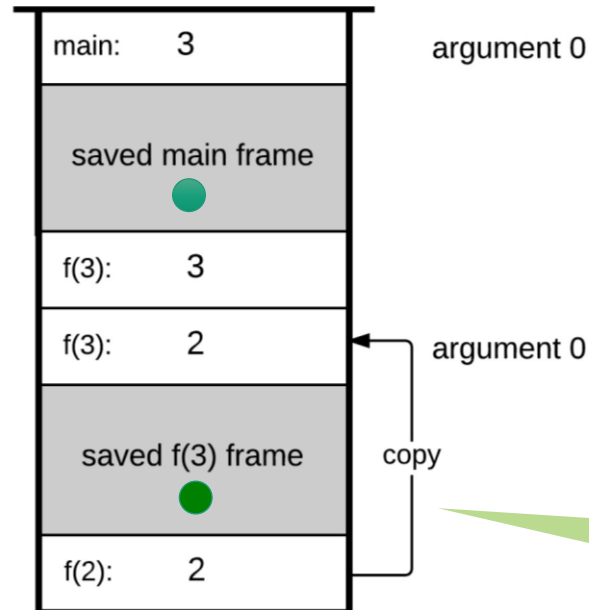 main: 3 argument 0
saved main frame
f(3): 3
f(3): 2 argument 0
saved f(3) frame copy
f(2): 2